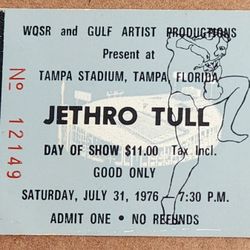 WQSR and GULF ARTIST PRODUCTIONS
Present at
TAMPA STADIUM, TAMPA, FLORIDA
JETHRO TULL
DAY OF SHOW $11.00 Tax. Incl.
GOOD ONLY
SATURDAY, JULY 31, 1976 7:30 P.M.
ADMIT ONE • NO REFUNDS
No 12149